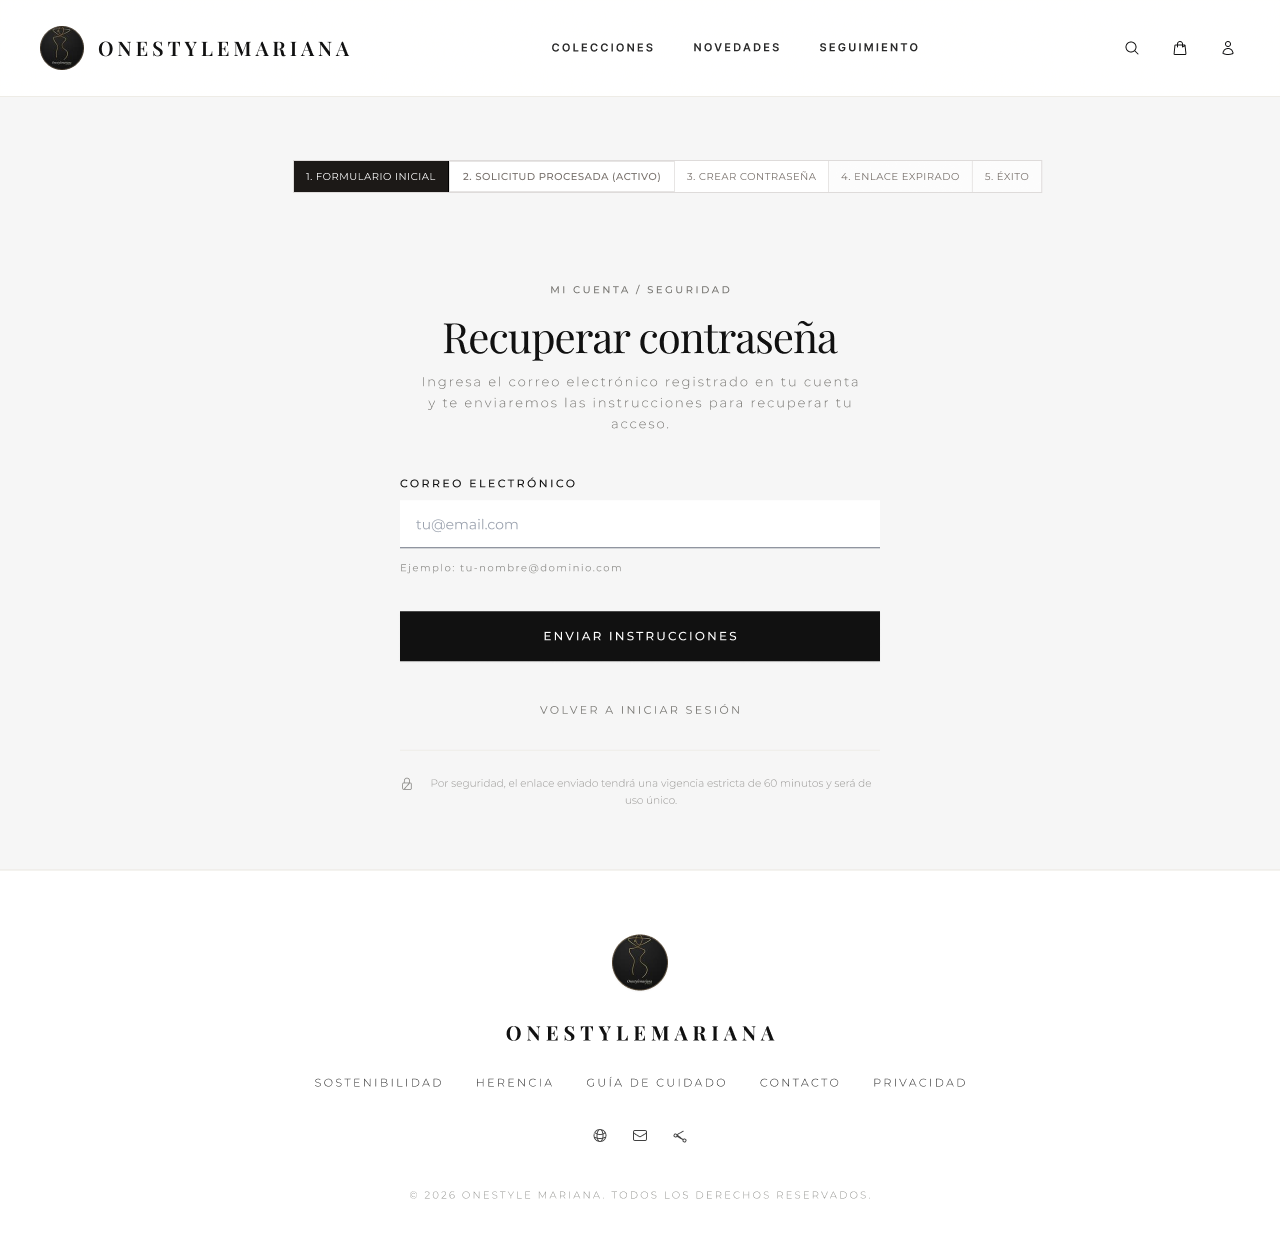 ONESTYLEMARIANA
COLECCIONES NOVEDADES SEGUIMIENTO
1. FORMULARIO INICIAL 2. SOLICITUD PROCESADA (ACTIVO) 3. CREAR CONTRASEÑA 4. ENLACE EXPIRADO 5. ÉXITO
MI CUENTA / SEGURIDAD
Recuperar contraseña
Ingresa el correo electrónico registrado en tu cuenta
y te enviaremos las instrucciones para recuperar tu
acceso.
CORREO ELECTRÓNICO
tu@email.com
Ejemplo: tu-nombre@dominio.com
ENVIAR INSTRUCCIONES
VOLVER A INICIAR SESIÓN
Por seguridad, el enlace enviado tendrá una vigencia estricta de 60 minutos y será de
uso único.
Onestylemariana
ONESTYLEMARIANA
SOSTENIBILIDAD HERENCIA GUÍA DE CUIDADO CONTACTO PRIVACIDAD
© 2026 ONESTYLE MARIANA. TODOS LOS DERECHOS RESERVADOS.